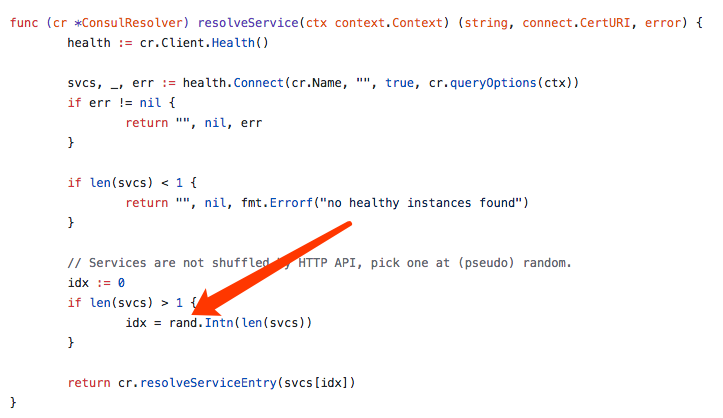 func (cr *ConsulResolver) resolveService(ctx context.Context) (string, connect.CertURI, error) {
health := cr.Client.Health()
svcs, _, err := health.Connect(cr.Name, "", true, cr.queryOptions(ctx))
if err != nil {
return "", nil, err
}
if len(svcs) < 1 {
return "", nil, fmt.Errorf("no healthy instances found")
}
// Services are not shuffled by HTTP API, pick one at (pseudo) random.
idx := 0
if len(svcs) > 1 {
idx = rand.Intn(len(svcs))
}
return cr.resolveServiceEntry(svcs[idx])
}